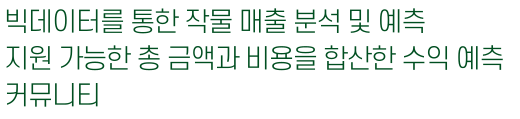 빅데이터를 통한 작물 매출 분석 및 예측
지원 가능한 총 금액과 비용을 합산한 수익 예측
커뮤니티